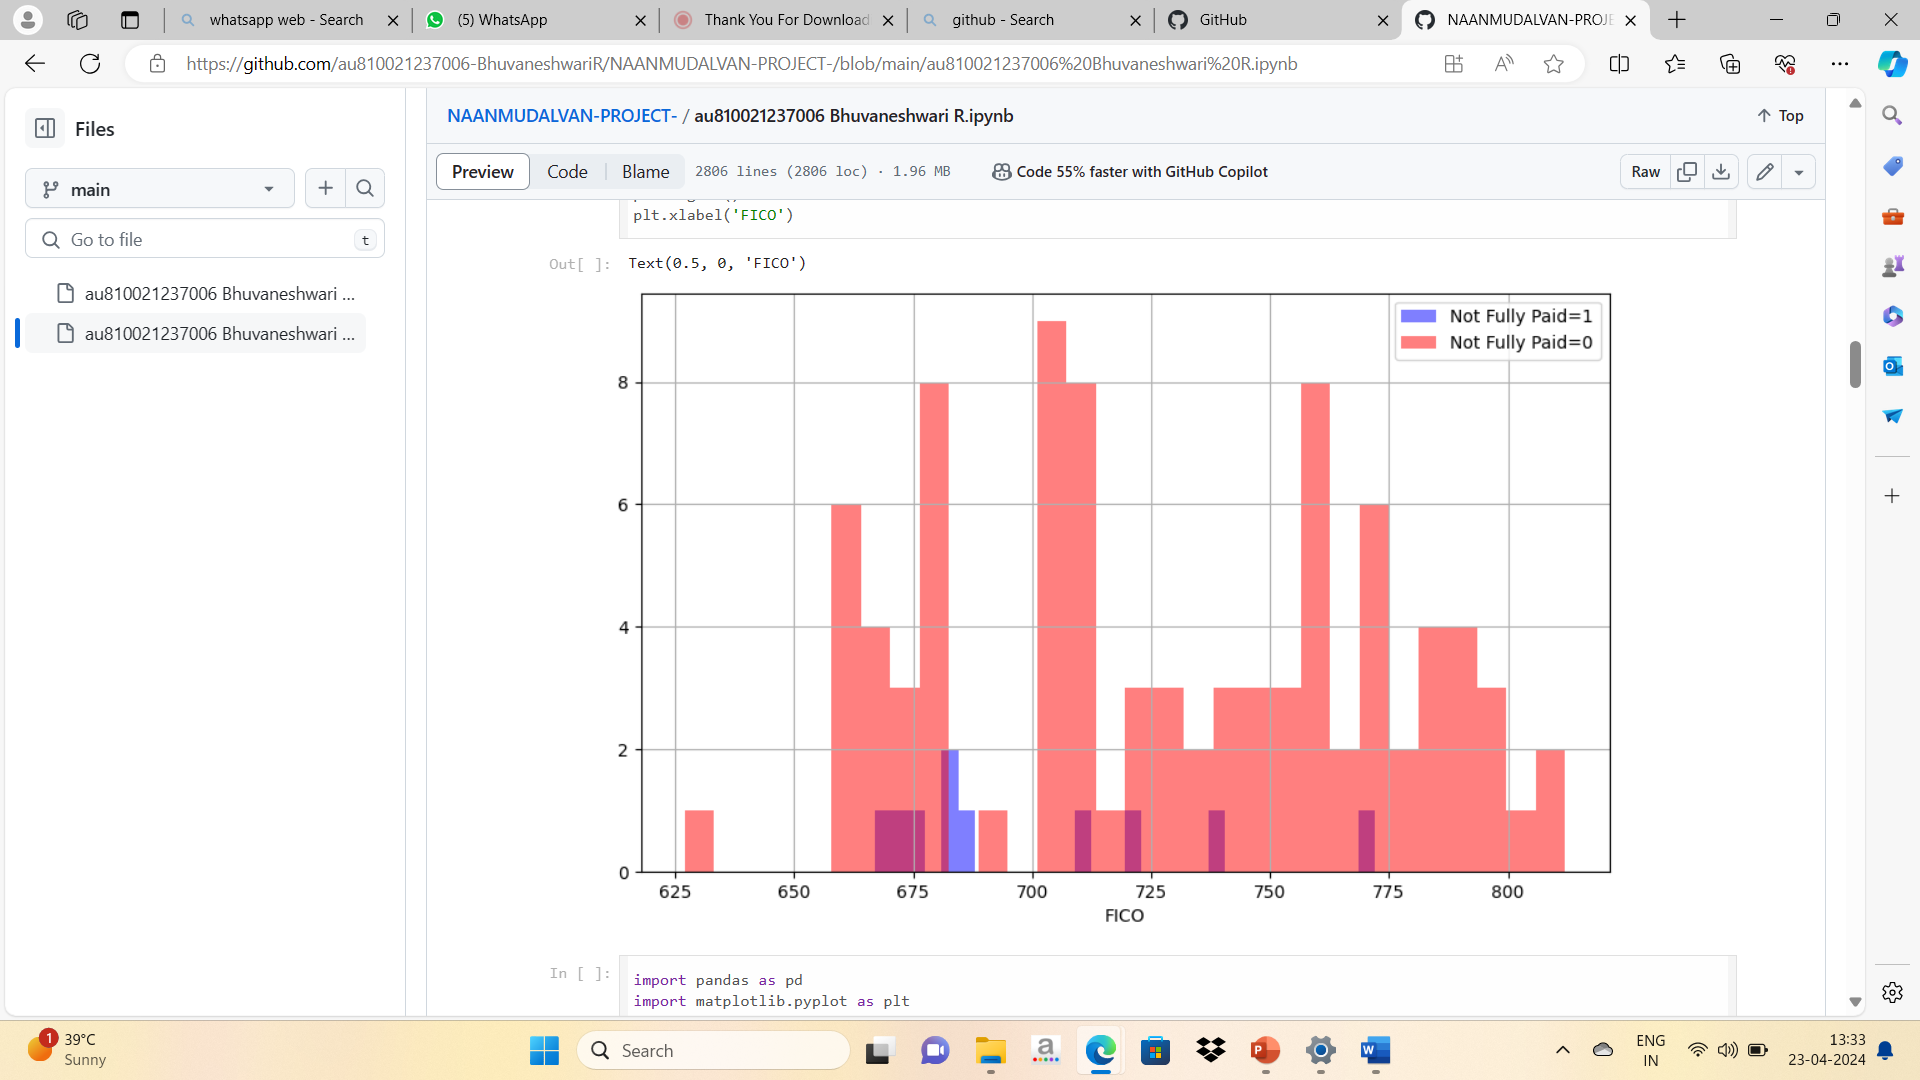 whatsapp web - Search
(5) WhatsApp
Thank You For Download
github - Search
GitHub
NAANMUDALVAN-PROJE
https://github.com/au810021237006-BhuvaneshwariR/NAANMUDALVAN-PROJECT-/blob/main/au810021237006%20Bhuvaneshwari%20R.ipynb
Files
NAANMUDALVAN-PROJECT- / au810021237006 Bhuvaneshwari R.ipynb
Top
main
Preview Code Blame 2806 lines (2806 loc) · 1.96 MB Code 55% faster with GitHub Copilot Raw
Go to file t
au810021237006 Bhuvaneshwari ...
au810021237006 Bhuvaneshwari ...
plt.xlabel('FICO')
Out[ ]: Text(0.5, 0, 'FICO')
Not Fully Paid=1
Not Fully Paid=0
8
6
4
2
0
625 650 675 700 725 750 775 800
FICO
In [ ]:
import pandas as pd
import matplotlib.pyplot as plt
1
39°C
Sunny
Search
ENG
IN
13:33
23-04-2024